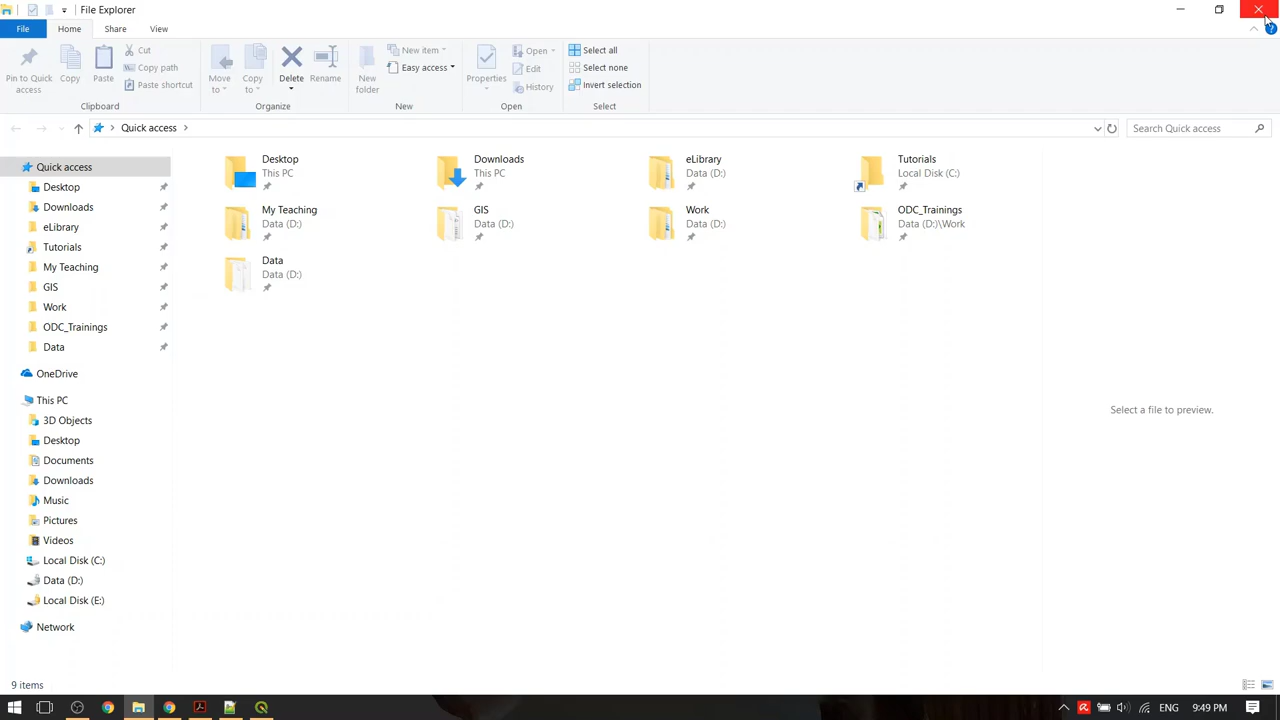 File Explorer
File Home Share View
Pin to Quick access
Copy
Paste
Cut
Copy path
Paste shortcut
Clipboard
Move to
Copy to
Delete
Rename
Organize
New folder
New item
Easy access
New
Properties
Open
Edit
History
Open
Select all
Select none
Invert selection
Select
Quick access
Search Quick access
Quick access
Desktop
Downloads
eLibrary
Tutorials
My Teaching
GIS
Work
ODC_Trainings
Data
OneDrive
This PC
3D Objects
Desktop
Documents
Downloads
Music
Pictures
Videos
Local Disk (C:)
Data (D:)
Local Disk (E:)
Network
Desktop
This PC
Downloads
This PC
eLibrary
Data (D:)
Tutorials
Local Disk (C:)
My Teaching
Data (D:)
GIS
Data (D:)
Work
Data (D:)
ODC_Trainings
Data (D:)\Work
Data
Data (D:)
Select a file to preview.
9 items
ENG 9:49 PM